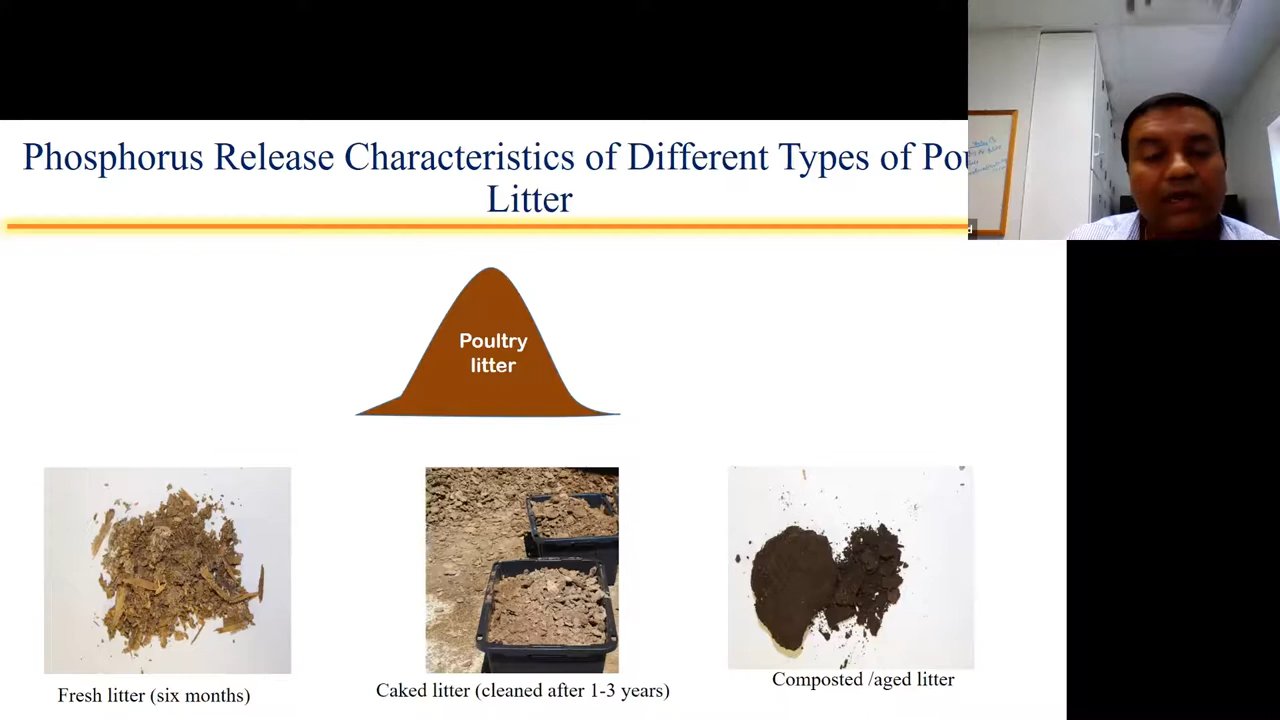 Phosphorus Release Characteristics of Different Types of
Litter
Poultry
litter
Fresh litter (six months)
Caked litter (cleaned after 1-3 years)
Composted /aged litter